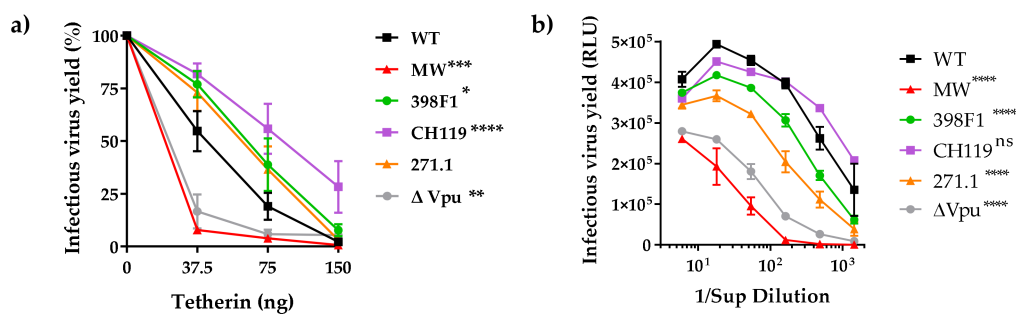 a)
Infectious virus yield (%)
100
75
50
25
0
0 37.5 75 150
Tetherin (ng)
WT
MW***
398F1 *
CH119****
271.1
Δ Vpu **
b)
Infectious virus yield (RLU)
5×10⁵
4×10⁵
3×10⁵
2×10⁵
1×10⁵
0
10¹ 10² 10³
1/Sup Dilution
WT
MW****
398F1 ****
CH119 ns
271.1 ****
ΔVpu****